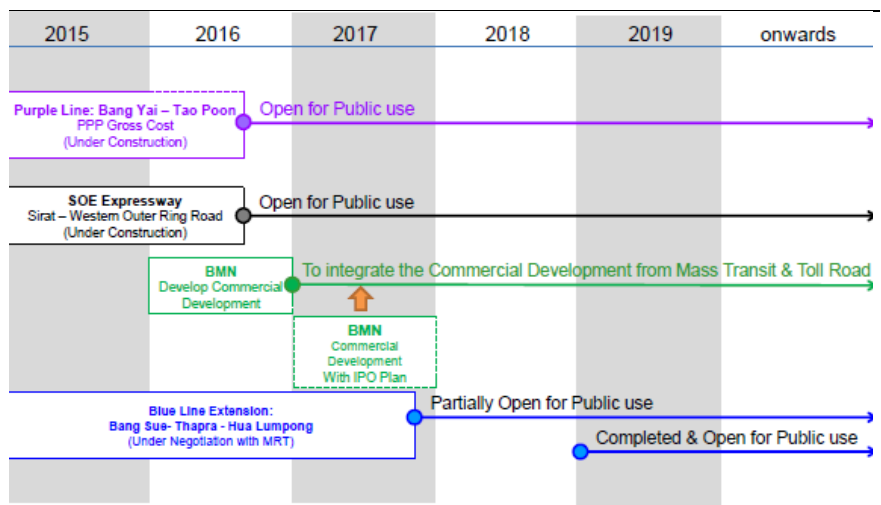 2015 2016 2017 2018 2019 onwards
Purple Line: Bang Yai – Tao Poon
PPP Gross Cost
(Under Construction)
Open for Public use
SOE Expressway
Sirat – Western Outer Ring Road
(Under Construction)
Open for Public use
BMN
Develop Commercial
Development
To integrate the Commercial Development from Mass Transit & Toll Road
BMN
Commercial
Development
With IPO Plan
Blue Line Extension:
Bang Sue- Thapra - Hua Lumpong
(Under Negotiation with MRT)
Partially Open for Public use
Completed & Open for Public use